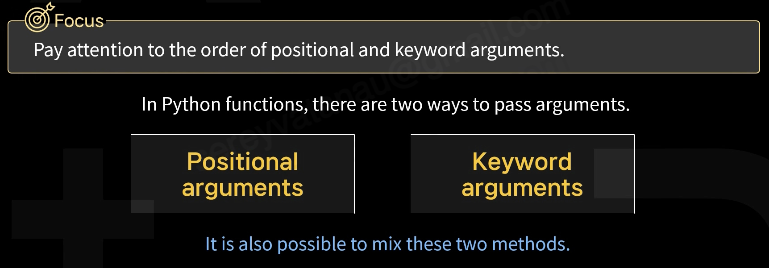 Focus
Pay attention to the order of positional and keyword arguments.
In Python functions, there are two ways to pass arguments.
Positional
arguments
Keyword
arguments
It is also possible to mix these two methods.